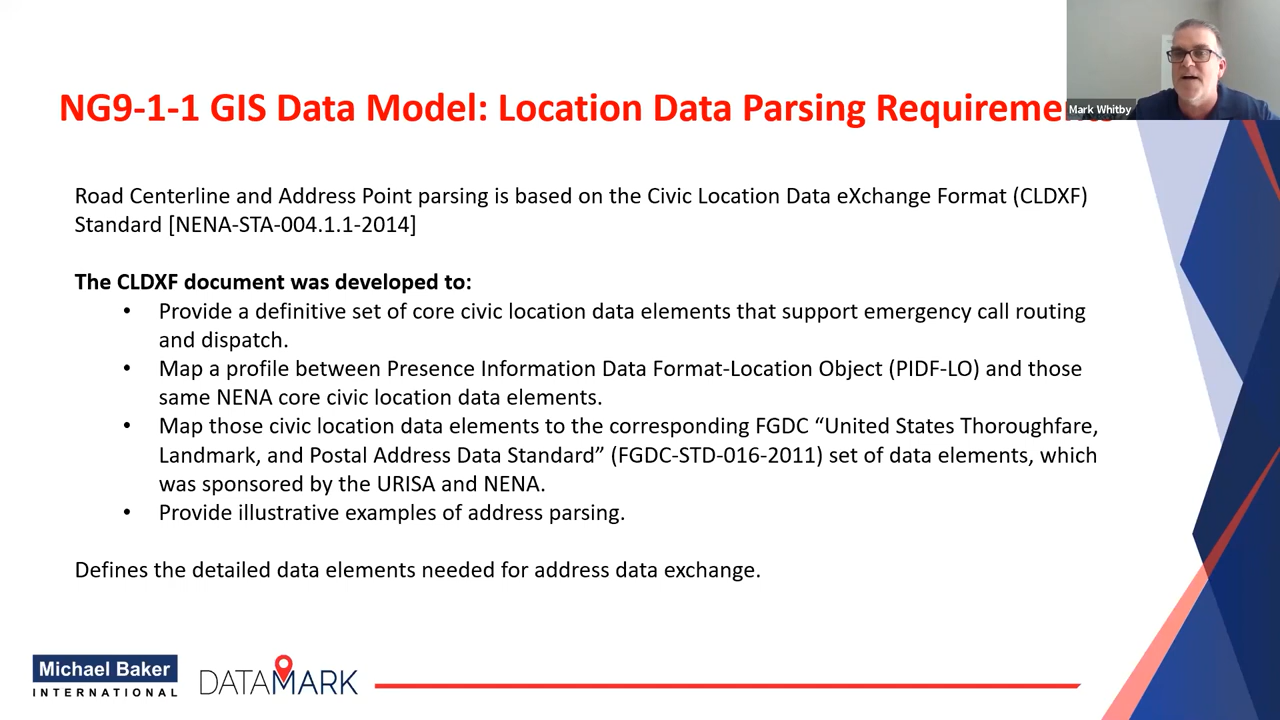 NG9-1-1 GIS Data Model: Location Data Parsing
Mark Whitby
Road Centerline and Address Point parsing is based on the Civic Location Data eXchange Format (CLDXF)
Standard [NENA-STA-004.1.1-2014]
The CLDXF document was developed to:
• Provide a definitive set of core civic location data elements that support emergency call routing
and dispatch.
• Map a profile between Presence Information Data Format-Location Object (PIDF-LO) and those
same NENA core civic location data elements.
• Map those civic location data elements to the corresponding FGDC “United States Thoroughfare,
Landmark, and Postal Address Data Standard” (FGDC-STD-016-2011) set of data elements, which
was sponsored by the URISA and NENA.
• Provide illustrative examples of address parsing.
Defines the detailed data elements needed for address data exchange.
Michael Baker
INTERNATIONAL
DATAMARK